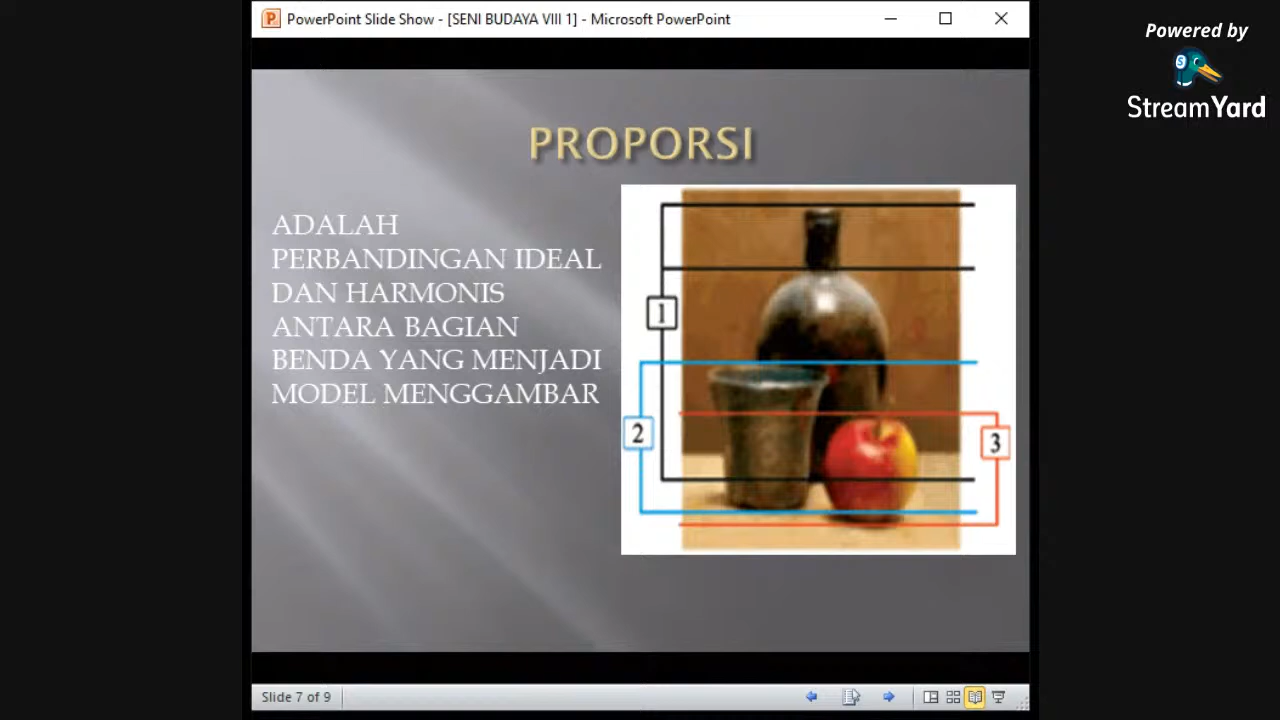 PowerPoint Slide Show - [SENI BUDAYA VIII 1] - Microsoft PowerPoint
Powered by
StreamYard
PROPORSI
ADALAH
PERBANDINGAN IDEAL
DAN HARMONIS
ANTARA BAGIAN
BENDA YANG MENJADI
MODEL MENGGAMBAR
1
2
3
Slide 7 of 9